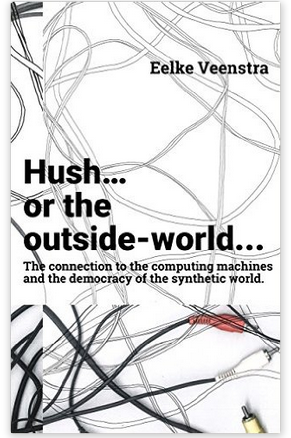 Eelke Veenstra
Hush...
or the
outside-world...
The connection to the computing machines
and the democracy of the synthetic world.